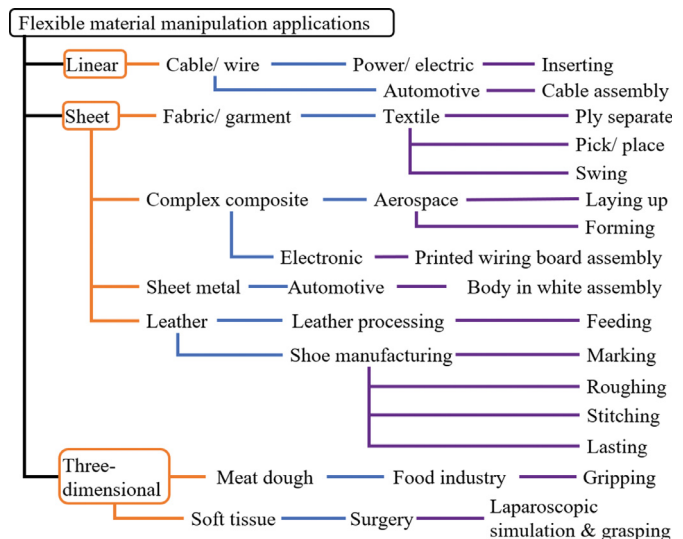 Flexible material manipulation applications
Linear Cable/ wire Power/ electric Inserting
Automotive Cable assembly
Sheet Fabric/ garment Textile Ply separate
Pick/ place
Swing
Complex composite Aerospace Laying up
Forming
Electronic Printed wiring board assembly
Sheet metal Automotive Body in white assembly
Leather Leather processing Feeding
Shoe manufacturing Marking
Roughing
Stitching
Lasting
Three-
dimensional Meat dough Food industry Gripping
Soft tissue Surgery Laparoscopic
simulation & grasping